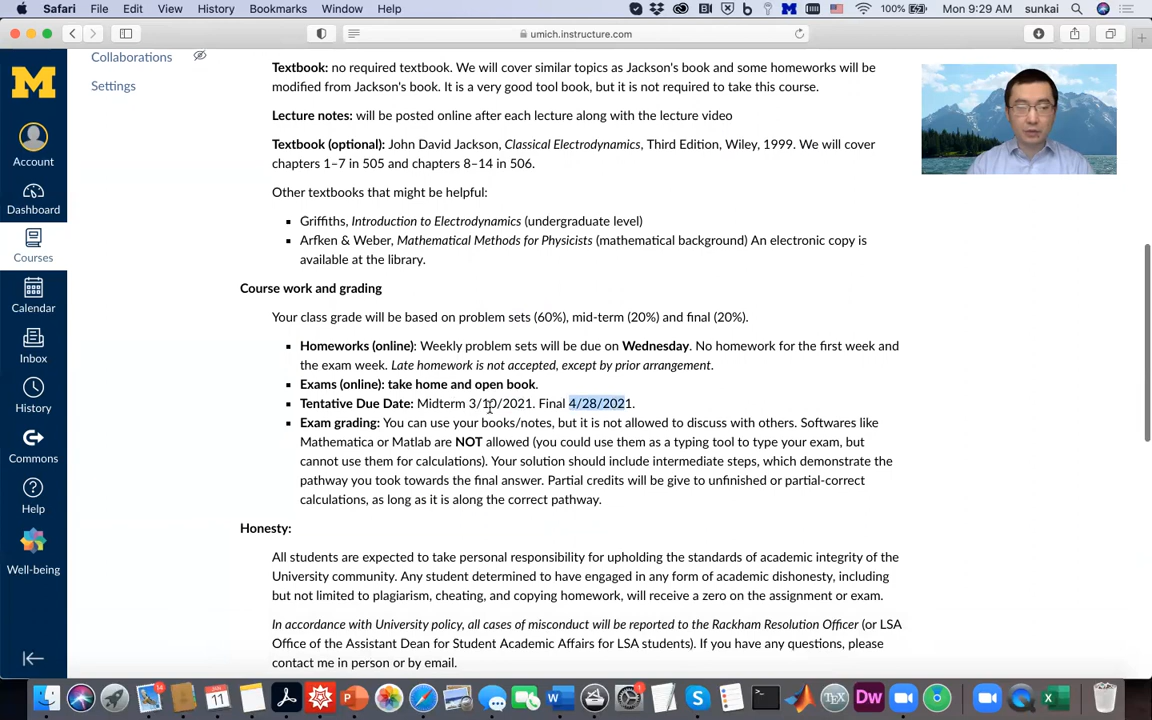 Safari File Edit View History Bookmarks Window Help 100% Mon 9:29 AM sunkai
umich.instructure.com
Collaborations
Settings
Account
Dashboard
Courses
Calendar
Inbox
History
Commons
Help
Well-being
Textbook: no required textbook. We will cover similar topics as Jackson's book and some homeworks will be
modified from Jackson's book. It is a very good tool book, but it is not required to take this course.
Lecture notes: will be posted online after each lecture along with the lecture video
Textbook (optional): John David Jackson, Classical Electrodynamics, Third Edition, Wiley, 1999. We will cover
chapters 1–7 in 505 and chapters 8–14 in 506.
Other textbooks that might be helpful:
Griffiths, Introduction to Electrodynamics (undergraduate level)
Arfken & Weber, Mathematical Methods for Physicists (mathematical background) An electronic copy is
available at the library.
Course work and grading
Your class grade will be based on problem sets (60%), mid-term (20%) and final (20%).
Homeworks (online): Weekly problem sets will be due on Wednesday. No homework for the first week and
the exam week. Late homework is not accepted, except by prior arrangement.
Exams (online): take home and open book.
Tentative Due Date: Midterm 3/10/2021. Final 4/28/2021.
Exam grading: You can use your books/notes, but it is not allowed to discuss with others. Softwares like
Mathematica or Matlab are NOT allowed (you could use them as a typing tool to type your exam, but
cannot use them for calculations). Your solution should include intermediate steps, which demonstrate the
pathway you took towards the final answer. Partial credits will be give to unfinished or partial-correct
calculations, as long as it is along the correct pathway.
Honesty:
All students are expected to take personal responsibility for upholding the standards of academic integrity of the
University community. Any student determined to have engaged in any form of academic dishonesty, including
but not limited to plagiarism, cheating, and copying homework, will receive a zero on the assignment or exam.
In accordance with University policy, all cases of misconduct will be reported to the Rackham Resolution Officer (or LSA
Office of the Assistant Dean for Student Academic Affairs for LSA students). If you have any questions, please
contact me in person or by email.